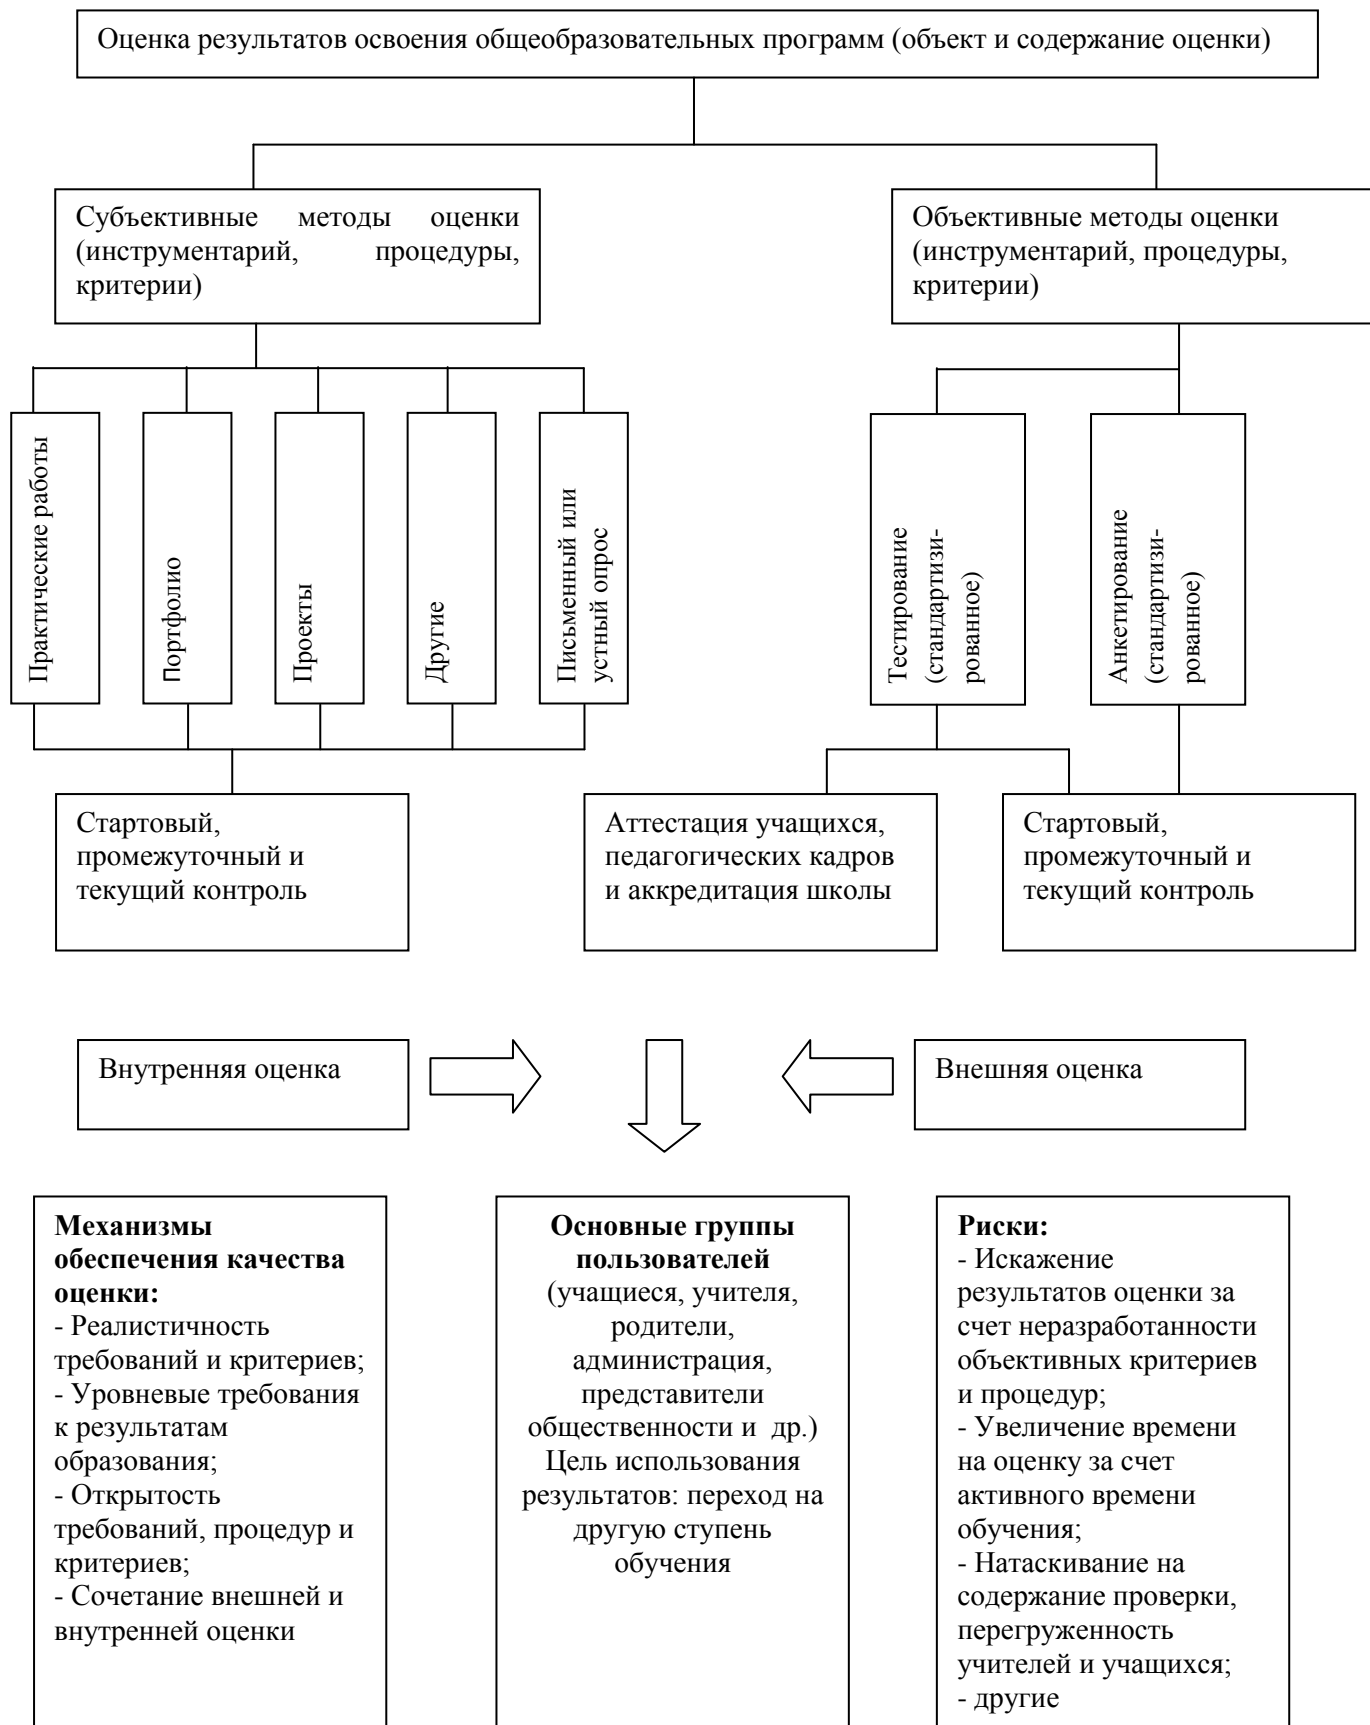 Оценка результатов освоения общеобразовательных программ (объект и содержание оценки)
Субъективные методы оценки
(инструментарий, процедуры,
критерии)
Объективные методы оценки
(инструментарий, процедуры,
критерии)
Практические работы
Портфолио
Проекты
Другие
Письменный или
устный опрос
Тестирование
(стандартизи-
рованное)
Анкетирование
(стандартизи-
рованное)
Стартовый,
промежуточный и
текущий контроль
Аттестация учащихся,
педагогических кадров
и аккредитация школы
Стартовый,
промежуточный и
текущий контроль
Внутренняя оценка
Внешняя оценка
Механизмы
обеспечения качества
оценки:
- Реалистичность
требований и критериев;
- Уровневые требования
к результатам
образования;
- Открытость
требований, процедур и
критериев;
- Сочетание внешней и
внутренней оценки
Основные группы
пользователей
(учащиеся, учителя,
родители,
администрация,
представители
общественности и др.)
Цель использования
результатов: переход на
другую ступень
обучения
Риски:
- Искажение
результатов оценки за
счет неразработанности
объективных критериев
и процедур;
- Увеличение времени
на оценку за счет
активного времени
обучения;
- Натаскивание на
содержание проверки,
перегруженность
учителей и учащихся;
- другие